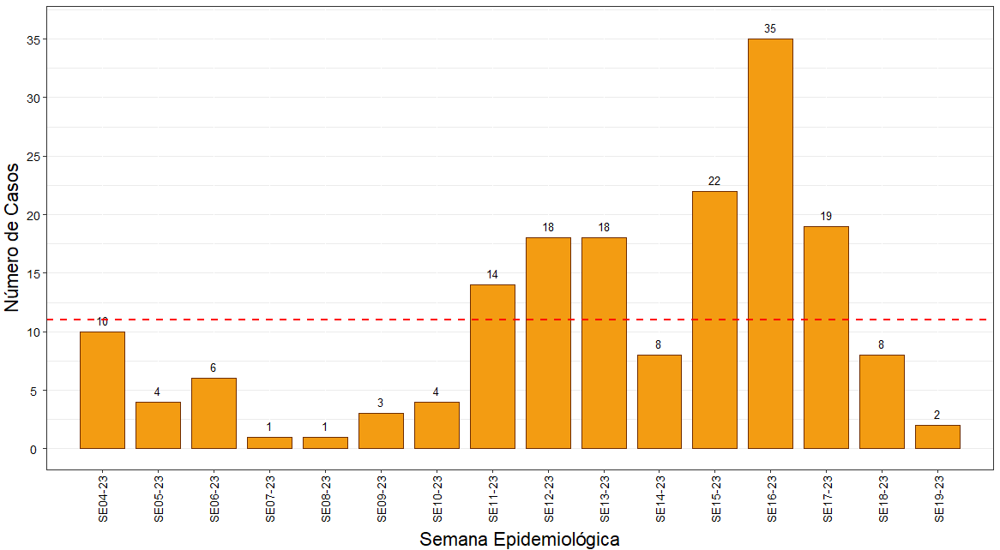 Número de Casos
35
30
25
20
15
10
5
0
10
4
6
1
1
3
4
14
18
18
8
22
35
19
8
2
SE04-23
SE05-23
SE06-23
SE07-23
SE08-23
SE09-23
SE10-23
SE11-23
SE12-23
SE13-23
SE14-23
SE15-23
SE16-23
SE17-23
SE18-23
SE19-23
Semana Epidemiológica